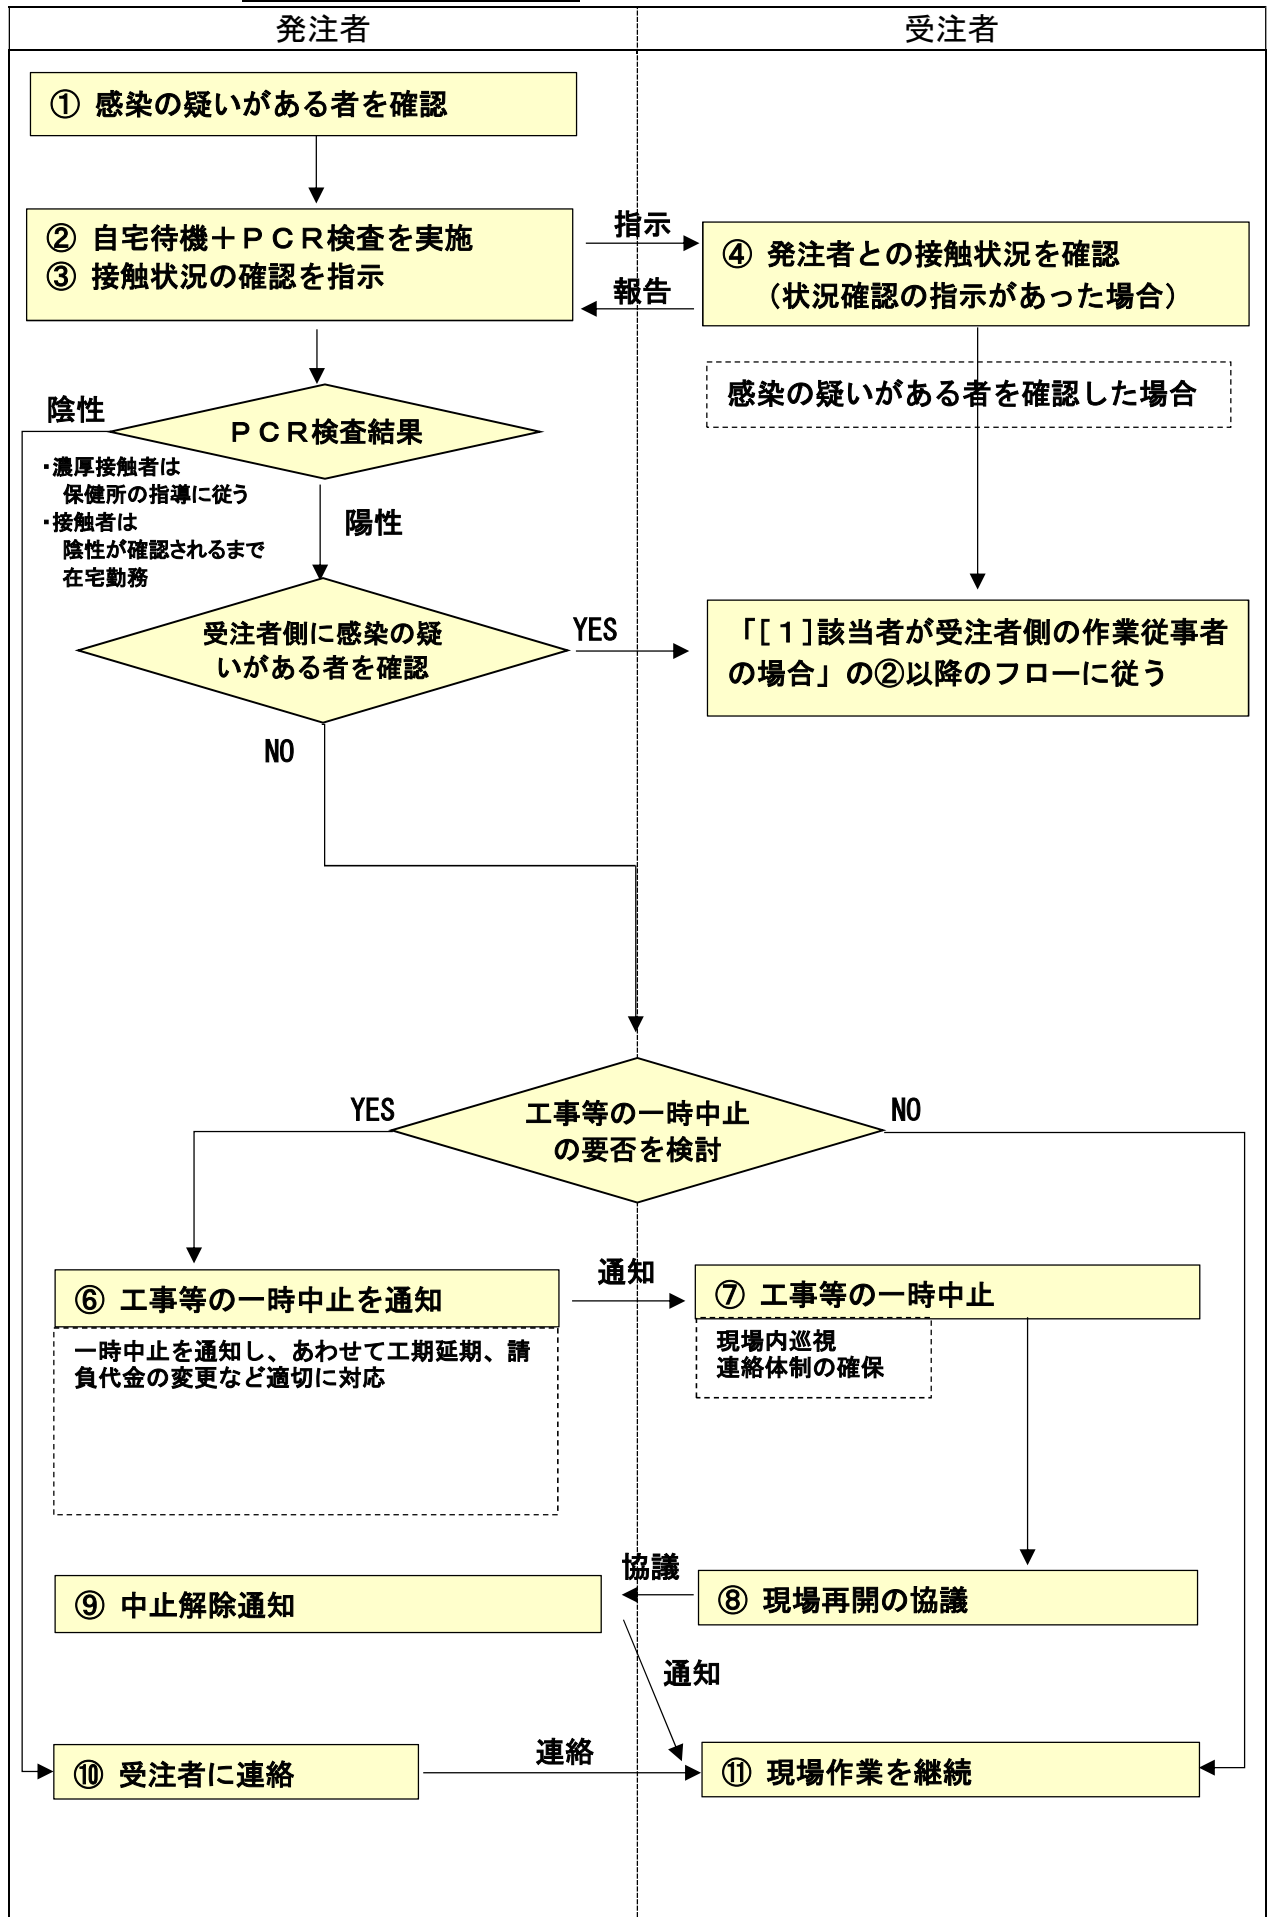 発注者
受注者
① 感染の疑いがある者を確認
② 自宅待機＋ＰＣＲ検査を実施
③ 接触状況の確認を指示
指示
報告
④ 発注者との接触状況を確認
（状況確認の指示があった場合）
感染の疑いがある者を確認した場合
陰性
ＰＣＲ検査結果
・濃厚接触者は
保健所の指導に従う
・接触者は
陰性が確認されるまで
在宅勤務
陽性
受注者側に感染の疑
いがある者を確認
YES
「[１]該当者が受注者側の作業従事者
の場合」の②以降のフローに従う
NO
工事等の一時中止
の要否を検討
YES
NO
⑥ 工事等の一時中止を通知
一時中止を通知し、あわせて工期延期、請
負代金の変更など適切に対応
通知
⑦ 工事等の一時中止
現場内巡視
連絡体制の確保
協議
⑧ 現場再開の協議
⑨ 中止解除通知
通知
⑩ 受注者に連絡
連絡
⑪ 現場作業を継続